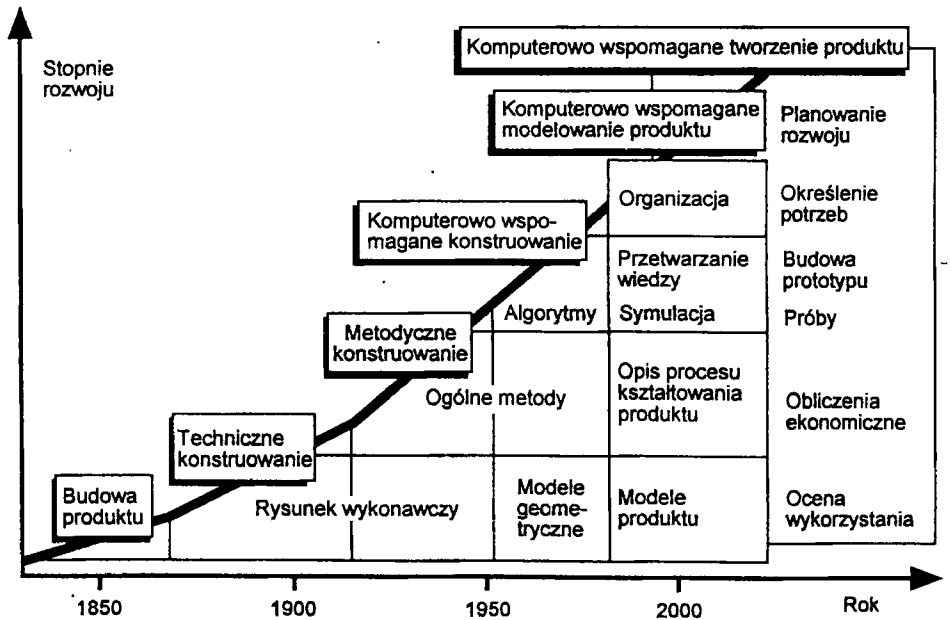 Stopnie
rozwoju
Komputerowo wspomagane tworzenie produktu
Komputerowo wspomagane
modelowanie produktu
Planowanie
rozwoju
Komputerowo wspo-
magane konstruowanie
Organizacja
Określenie
potrzeb
Przetwarzanie
wiedzy
Budowa
prototypu
Metodyczne
konstruowanie
Algorytmy
Symulacja
Próby
Ogólne metody
Opis procesu
kształtowania
produktu
Obliczenia
ekonomiczne
Techniczne
konstruowanie
Budowa
produktu
Rysunek wykonawczy
Modele
geome-
tryczne
Modele
produktu
Ocena
wykorzystania
1850
1900
1950
2000
Rok